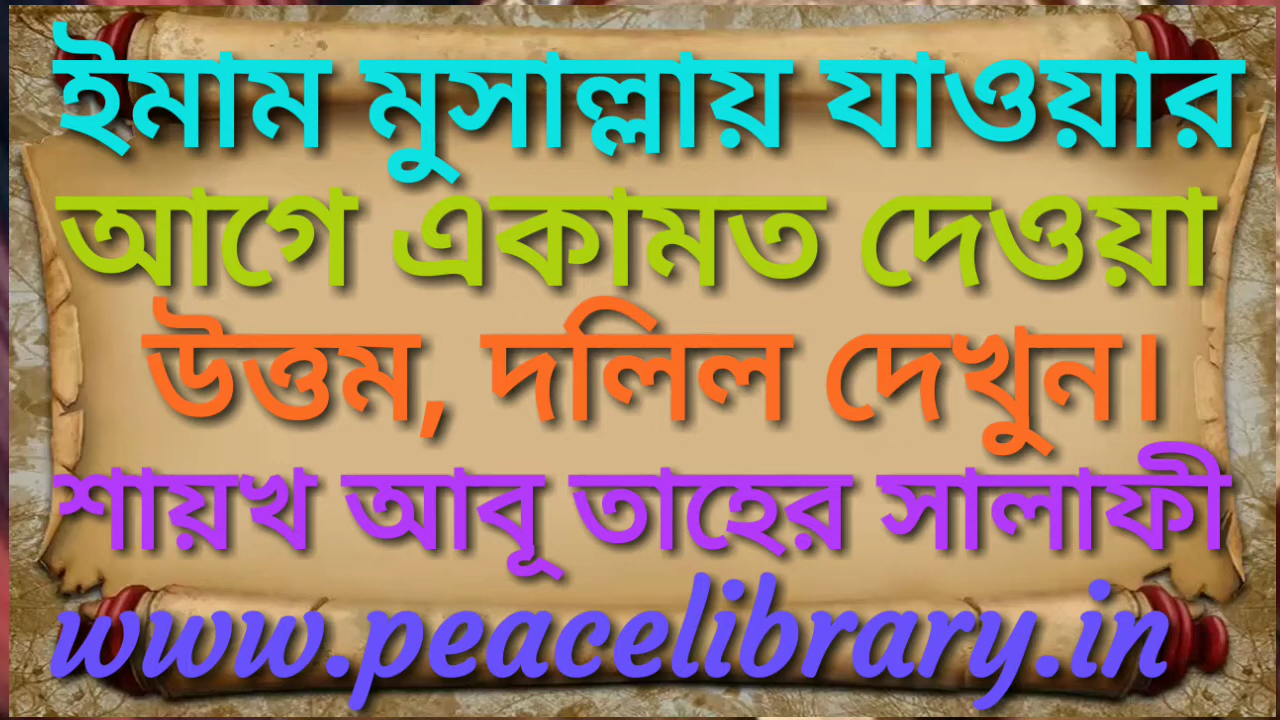 ইমাম মুসাল্লায় যাওয়ার
আগে একামত দেওয়া
উত্তম, দলিল দেখুন।
শায়খ আবূ তাহের সালাফী
www.peacelibrary.in